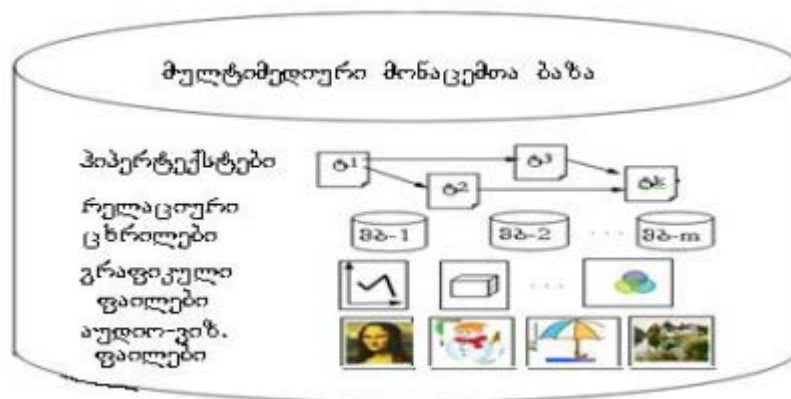 მულტიმედიური მონაცემთა ბაზა
ჰიპერტექსტები
ტ1
ტ3
ტ2
ტk
რელაციური
ცხრილები
მბ-1
მბ-2
...
მბ-m
გრაფიკული
ფაილები
...
აუდიო-ვიზ.
ფაილები